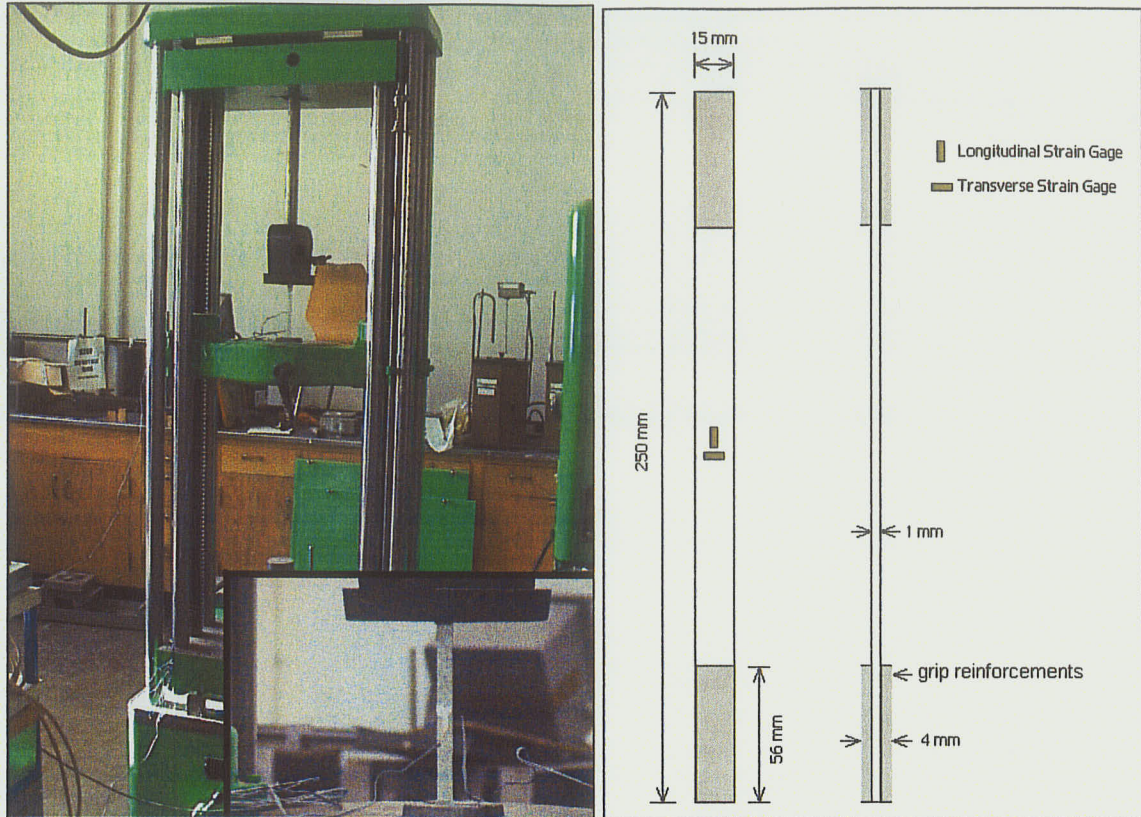 15 mm
Longitudinal Strain Gage
Transverse Strain Gage
250 mm
1 mm
grip reinforcements
56 mm
4 mm